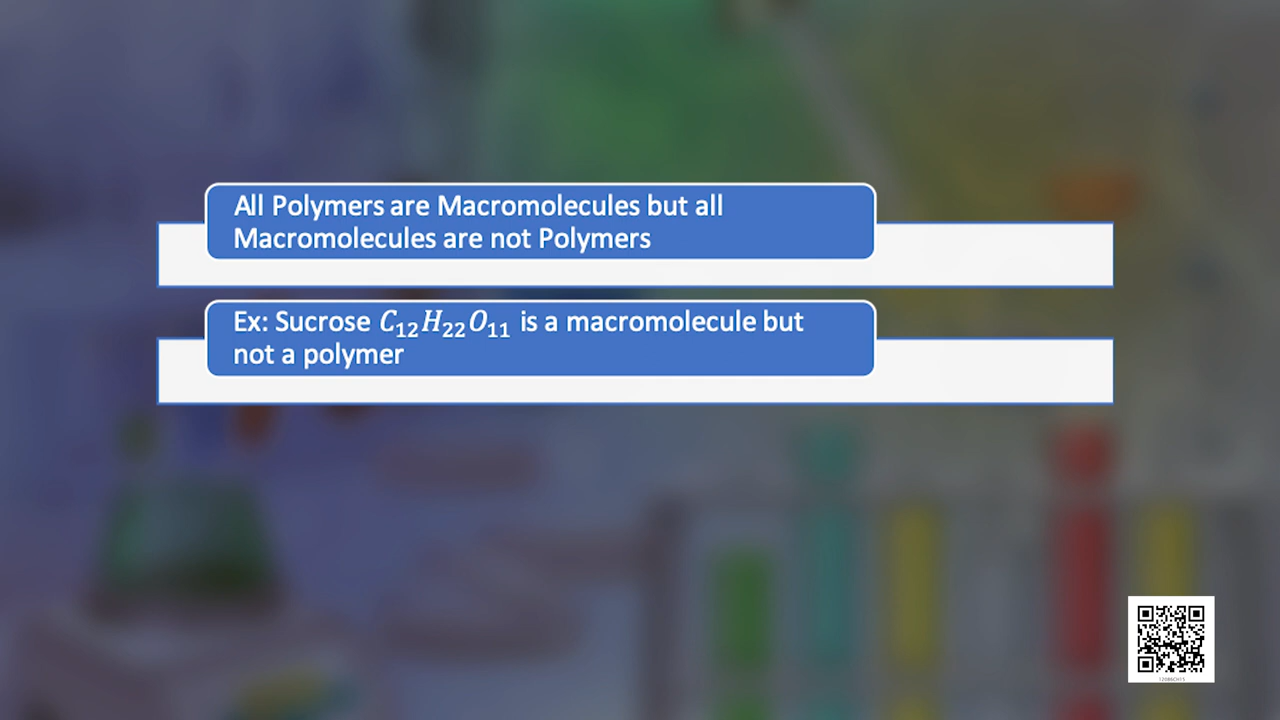 All Polymers are Macromolecules but all
Macromolecules are not Polymers
Ex: Sucrose C₁₂H₂₂O₁₁ is a macromolecule but
not a polymer